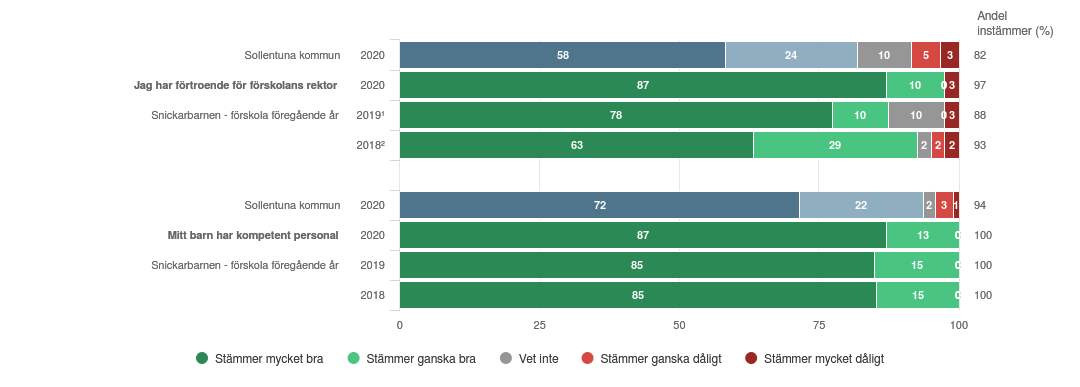 Andel
instämmer (%)
Sollentuna kommun 2020 58 24 10 5 3 82
Jag har förtroende för förskolans rektor 2020 87 10 0 3 97
Snickarbarnen - förskola föregående år 2019¹ 78 10 10 0 3 88
2018² 63 29 2 2 2 93
Sollentuna kommun 2020 72 22 2 3 1 94
Mitt barn har kompetent personal 2020 87 13 0 100
Snickarbarnen - förskola föregående år 2019 85 15 0 100
2018 85 15 0 100
0 25 50 75 100
Stämmer mycket bra Stämmer ganska bra Vet inte Stämmer ganska dåligt Stämmer mycket dåligt